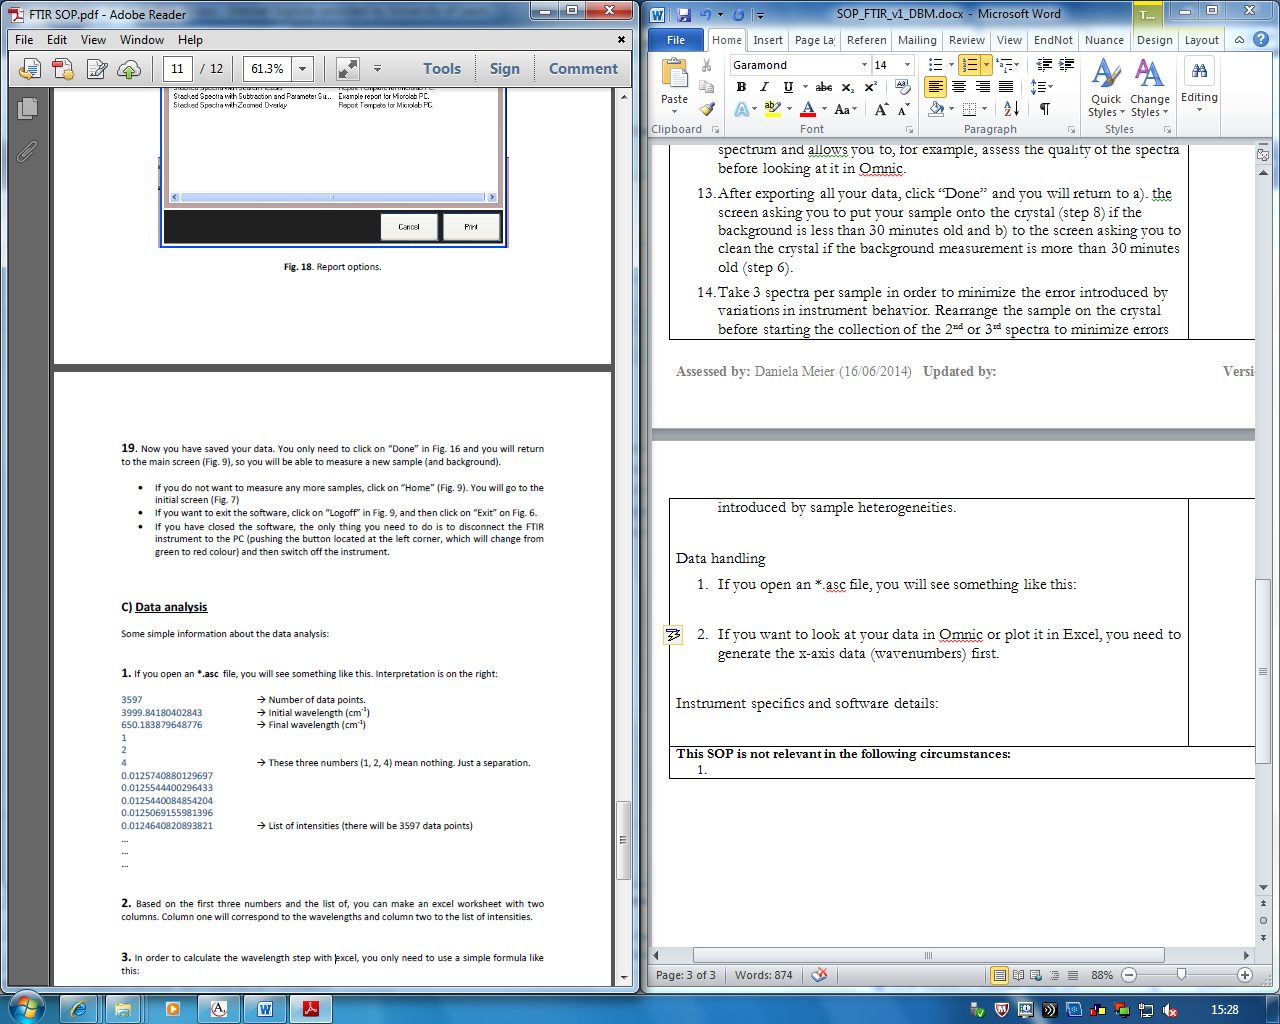 FTIR SOP.pdf - Adobe Reader
File Edit View Window Help
11 / 12 61.3% Tools Sign Comment
Stacked Spectra with Subtraction and Parameter Su... Example report for Microlab PC.
Stacked Spectra with Zoomed Overlay Report Template for Microlab PC.
Cancel Print
Fig. 18. Report options.
19. Now you have saved your data. You only need to click on "Done" in Fig. 16 and you will return
to the main screen (Fig. 9), so you will be able to measure a new sample (and background).
• If you do not want to measure any more samples, click on "Home" (Fig. 9). You will go to the
initial screen (Fig. 7)
• If you want to exit the software, click on "Logoff" in Fig. 9, and then click on "Exit" on Fig. 6.
• If you have closed the software, the only thing you need to do is to disconnect the FTIR
instrument to the PC (pushing the button located at the left corner, which will change from
green to red colour) and then switch off the instrument.
C) Data analysis
Some simple information about the data analysis:
1. If you open an *.asc file, you will see something like this. Interpretation is on the right:
3597 → Number of data points.
3999.84180402843 → Initial wavelength (cm⁻¹)
650.183879648776 → Final wavelength (cm⁻¹)
1
2
4 → These three numbers (1, 2, 4) mean nothing. Just a separation.
0.0125740880129697
0.0125544400296433
0.0125440084854204
0.0125069155981396
0.0124640820893821 → List of intensities (there will be 3597 data points)
...
...
...
2. Based on the first three numbers and the list of, you can make an excel worksheet with two
columns. Column one will correspond to the wavelengths and column two to the list of intensities.
3. In order to calculate the wavelength step with excel, you only need to use a simple formula like
this:
SOP_FTIR_v1_DBM.docx - Microsoft Word
T...
File Home Insert Page La Referen Mailing Review View EndNot Nuance Design Layout
Garamond 14
Paste
Quick Styles
Change Styles
Editing
Clipboard Font Paragraph Styles
spectrum and allows you to, for example, assess the quality of the spectra
before looking at it in Omnic.
13. After exporting all your data, click “Done” and you will return to a). the
screen asking you to put your sample onto the crystal (step 8) if the
background is less than 30 minutes old and b) to the screen asking you to
clean the crystal if the background measurement is more than 30 minutes
old (step 6).
14. Take 3 spectra per sample in order to minimize the error introduced by
variations in instrument behavior. Rearrange the sample on the crystal
before starting the collection of the 2nd or 3rd spectra to minimize errors
Assessed by: Daniela Meier (16/06/2014) Updated by: Versi
introduced by sample heterogeneities.
Data handling
1. If you open an *.asc file, you will see something like this:
2. If you want to look at your data in Omnic or plot it in Excel, you need to
generate the x-axis data (wavenumbers) first.
Instrument specifics and software details:
This SOP is not relevant in the following circumstances:
1.
Page: 3 of 3 Words: 874 88%
15:28